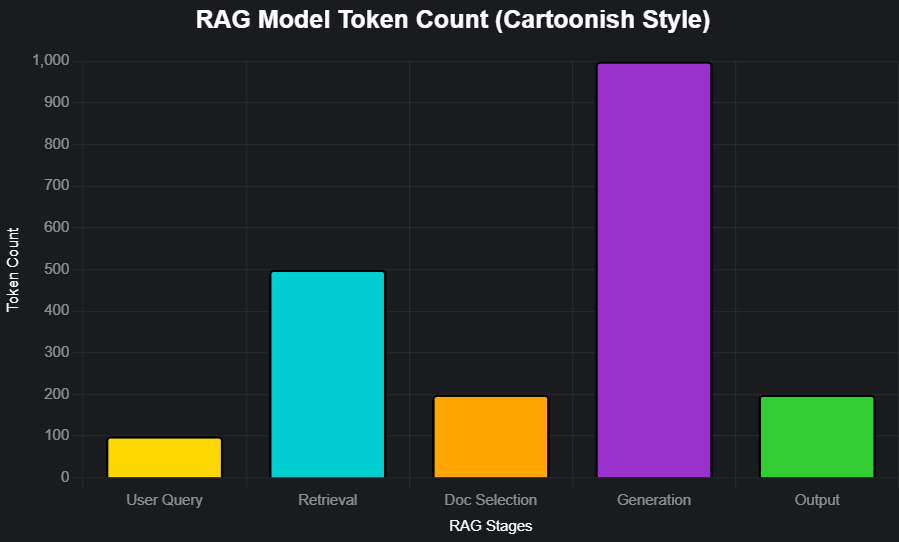 RAG Model Token Count (Cartoonish Style)
Token Count
1,000
900
800
700
600
500
400
300
200
100
0
User Query Retrieval Doc Selection Generation Output
RAG Stages